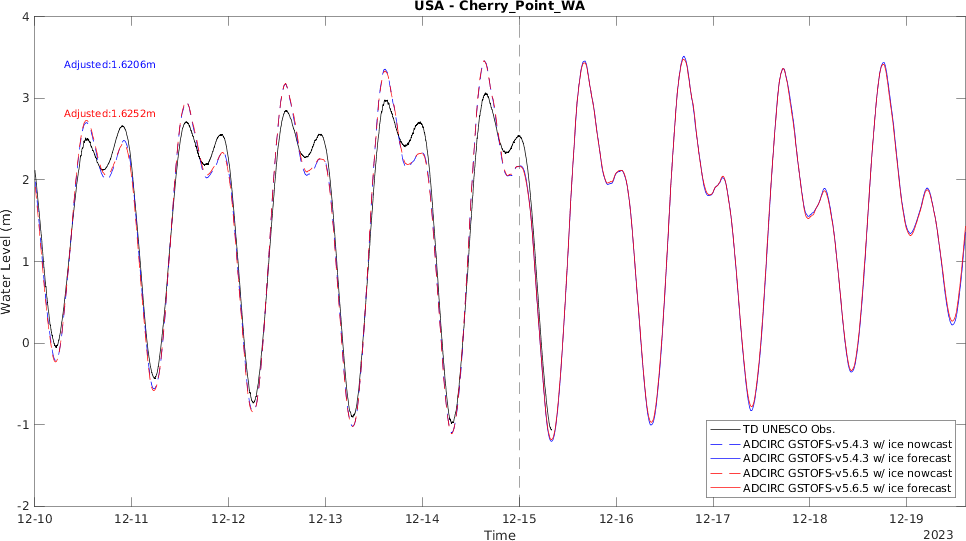 USA - Cherry_Point_WA
4
3
2
1
0
-1
-2
Water Level (m)
Adjusted:1.6206m
Adjusted:1.6252m
TD UNESCO Obs.
ADCIRC GSTOFS-v5.4.3 w/ ice nowcast
ADCIRC GSTOFS-v5.4.3 w/ ice forecast
ADCIRC GSTOFS-v5.6.5 w/ ice nowcast
ADCIRC GSTOFS-v5.6.5 w/ ice forecast
12-10 12-11 12-12 12-13 12-14 12-15 12-16 12-17 12-18 12-19
Time
2023